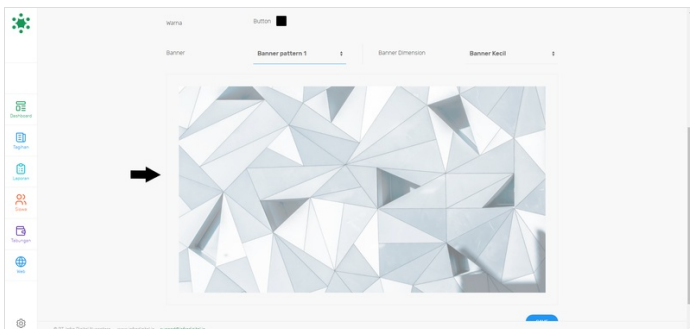 Warna
Button
Banner
Banner pattern 1
Banner Dimension
Banner Kecil
Dashboard
Tagihan
Laporan
Siswa
Tabungan
Web